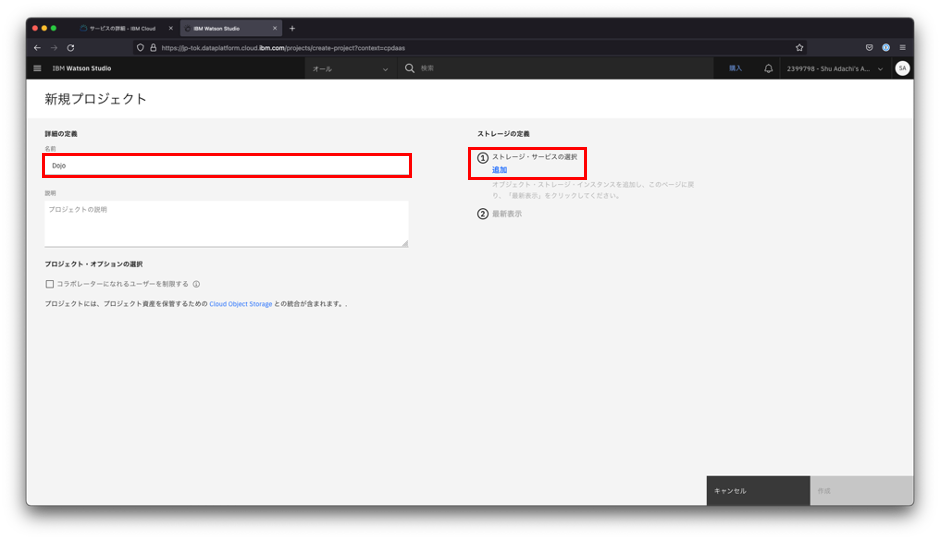 サービスの詳細 - IBM Cloud
IBM Watson Studio
https://jp-tok.dataplatform.cloud.ibm.com/projects/create-project?context=cpdaas
IBM Watson Studio
オール
検索
購入
2399798 - Shu Adachi's A...
SA
新規プロジェクト
詳細の定義
名前
Dojo
説明
プロジェクトの説明
プロジェクト・オプションの選択
コラボレーターになれるユーザーを制限する
プロジェクトには、プロジェクト資産を保管するための Cloud Object Storage との統合が含まれます。.
ストレージの定義
1 ストレージ・サービスの選択
追加
オブジェクト・ストレージ・インスタンスを追加し、このページに戻
り、「最新表示」をクリックしてください。
2 最新表示
キャンセル
作成